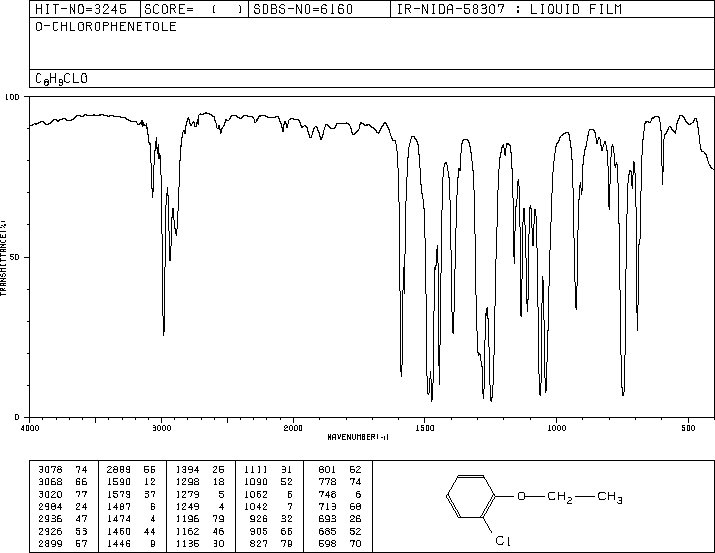 HIT-NO=3245 SCORE= ( ) SDBS-NO=6160 IR-NIDA-58307 : LIQUID FILM
O-CHLOROPHENETOLE
C8H9CLO
100
50
0
TRANSMITTANCE(%)
4000 3000 2000 1500 1000 500
WAVENUMBER(-1)
3078 74 2889 55 1394 25 1111 31 801 62
3068 66 1590 12 1298 18 1090 52 778 74
3020 77 1579 37 1279 5 1062 6 748 6
2984 24 1487 6 1249 4 1042 7 713 68
2936 47 1474 4 1196 79 926 32 693 26
2926 53 1460 44 1162 46 905 66 685 52
2899 57 1446 9 1135 30 827 79 598 70
O CH2 CH3
Cl